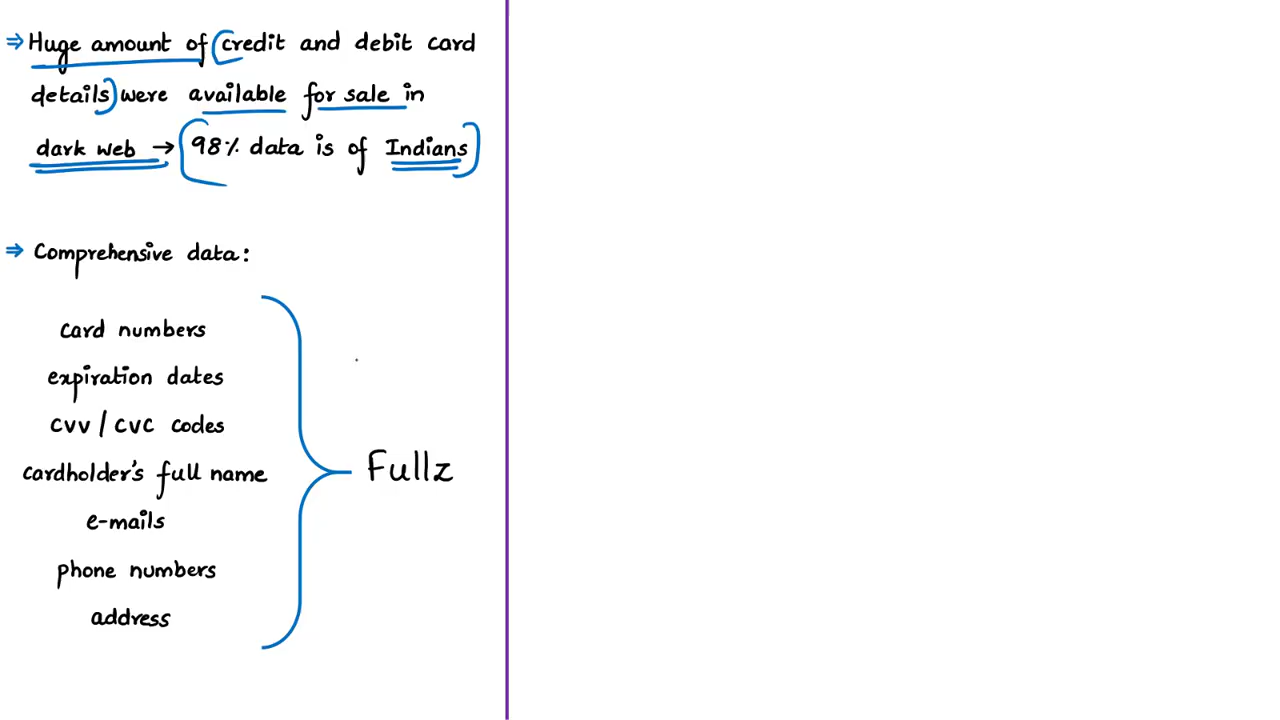 ⇒ Huge amount of credit and debit card
details were available for sale in
dark web → 98% data is of Indians
⇒ Comprehensive data:
card numbers
expiration dates
CVV / CVC codes
cardholder's full name
e-mails
phone numbers
address
Fullz